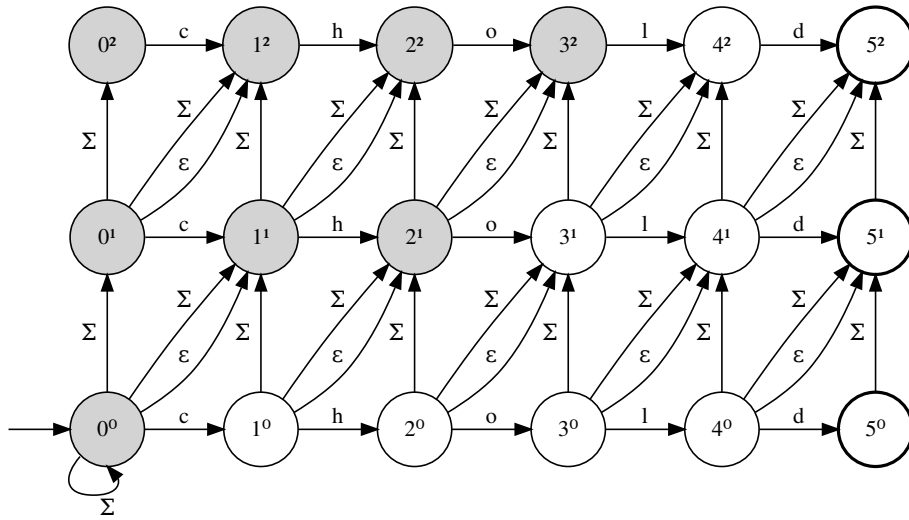 0² c 1² h 2² o 3² l 4² d 5²
Σ Σ Σ Σ Σ Σ Σ Σ Σ Σ Σ
ε ε ε ε ε
0¹ c 1¹ h 2¹ o 3¹ l 4¹ d 5¹
Σ Σ Σ Σ Σ Σ Σ Σ Σ Σ Σ
ε ε ε ε ε
0⁰ c 1⁰ h 2⁰ o 3⁰ l 4⁰ d 5⁰
Σ